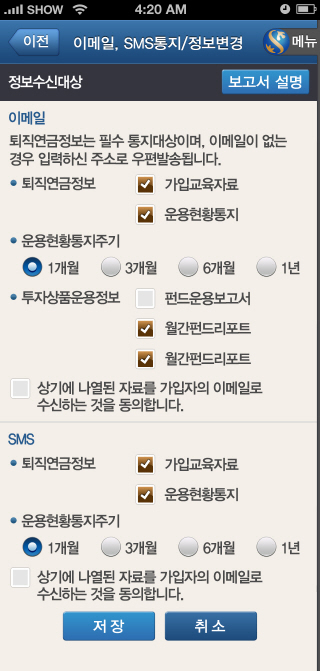 SHOW 4:20 AM
이전 이메일, SMS통지/정보변경 메뉴
정보수신대상 보고서 설명
이메일
퇴직연금정보는 필수 통지대상이며, 이메일이 없는
경우 입력하신 주소로 우편발송됩니다.
• 퇴직연금정보 가입교육자료
운용현황통지
• 운용현황통지주기
1개월 3개월 6개월 1년
• 투자상품운용정보 펀드운용보고서
월간펀드리포트
월간펀드리포트
상기에 나열된 자료를 가입자의 이메일로
수신하는 것을 동의합니다.
SMS
• 퇴직연금정보 가입교육자료
운용현황통지
• 운용현황통지주기
1개월 3개월 6개월 1년
상기에 나열된 자료를 가입자의 이메일로
수신하는 것을 동의합니다.
저장 취소